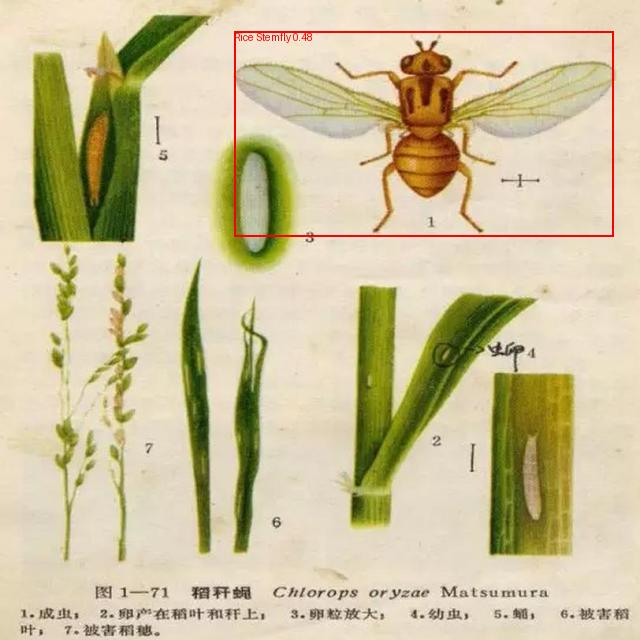 Rice Stemfly0.48
5
1
3
虫卵
4
2
7
6
图 1—71 稻秆蝇 Chlorops oryzae Matsumura
1.成虫; 2.卵产在稻叶和秆上; 3.卵粒放大; 4.幼虫; 5.蛹; 6.被害稻
叶; 7.被害稻穗。